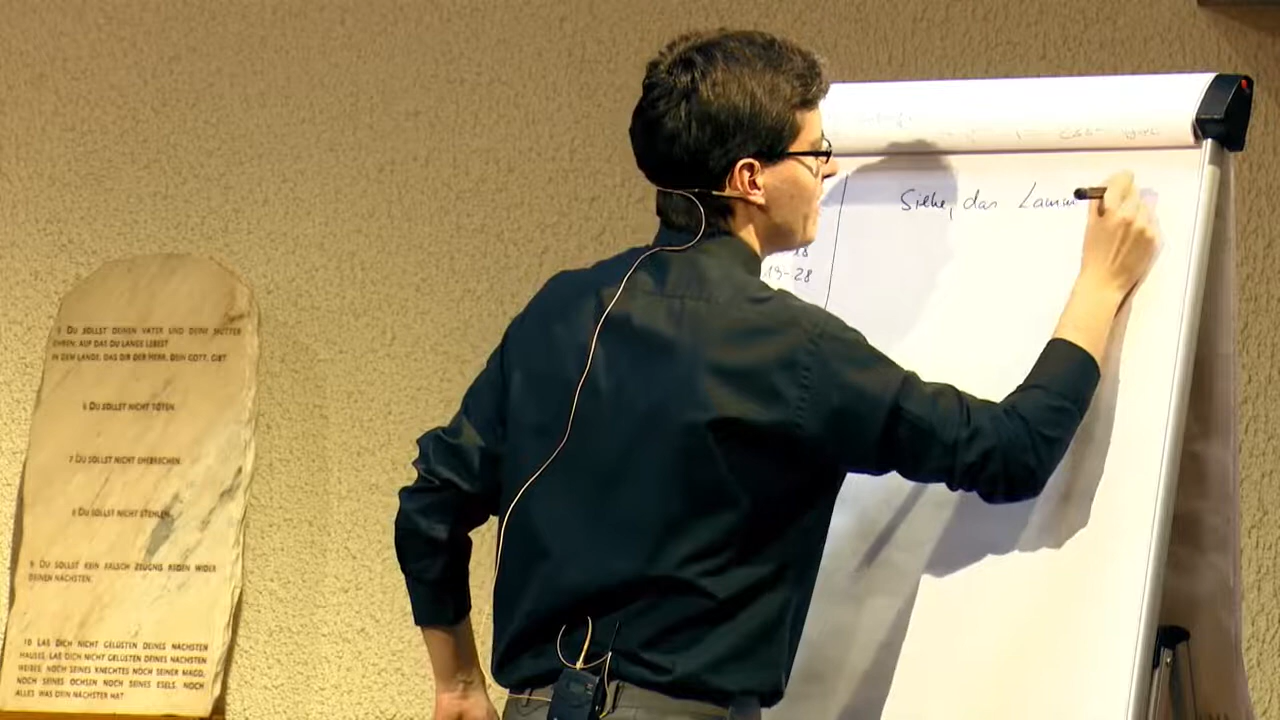 5 DU SOLLST DEINEN VATER UND DEINE MUTTER
EHREN, AUF DAS DU LANGE LEBEST
IN DEM LANDE, DAS DIR DER HERR, DEIN GOTT, GIBT.
6 DU SOLLST NICHT TÖTEN.
7 DU SOLLST NICHT EHEBRECHEN.
8 DU SOLLST NICHT STEHLEN.
9 DU SOLLST KEIN FALSCH ZEUGNIS REDEN WIDER
DEINEN NÄCHSTEN.
10 LAS DICH NICHT GELÜSTEN DEINES NÄCHSTEN
HAUSES, LAS DICH NICHT GELÜSTEN DEINES NÄCHSTEN
WEIBES, NOCH SEINES KNECHTES NOCH SEINER MAGD,
NOCH SEINES OCHSEN NOCH SEINES ESELS, NOCH
ALLES WAS DEIN NÄCHSTER HAT.
Siehe, das Lamm
18
19-28